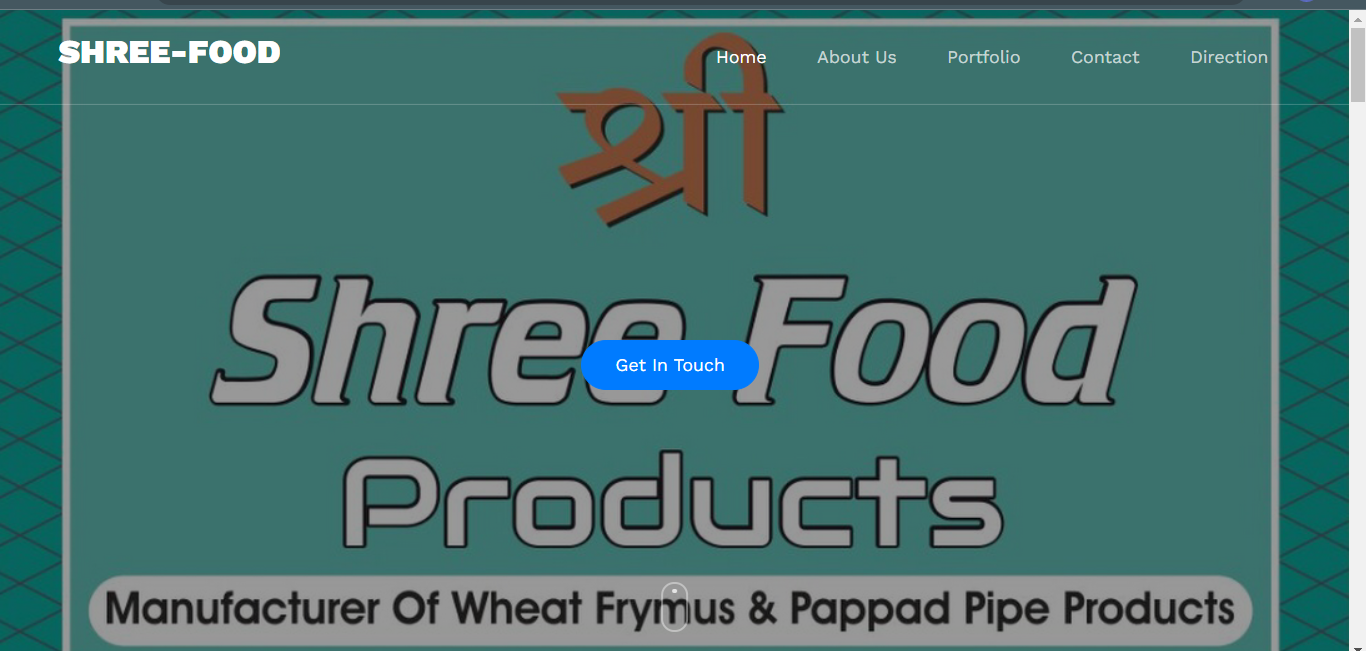 SHREE-FOOD
Home About Us Portfolio Contact Direction
श्री
Shree Food
Get In Touch
Products
Manufacturer Of Wheat Frymus & Pappad Pipe Products